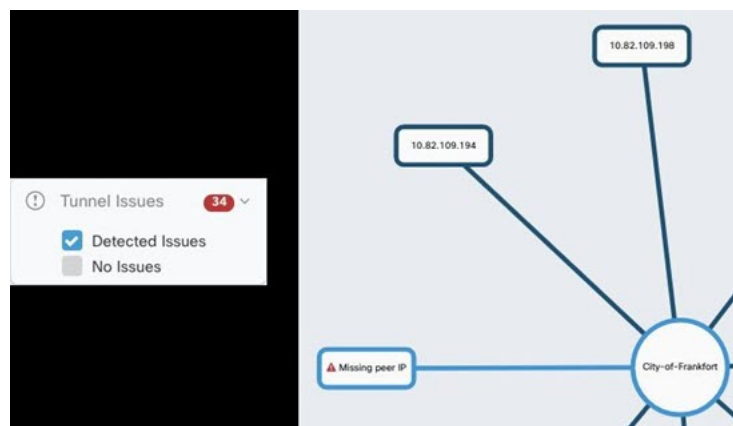 Tunnel Issues 34
Detected Issues
No Issues
10.82.109.198
10.82.109.194
Missing peer IP
City-of-Frankfort